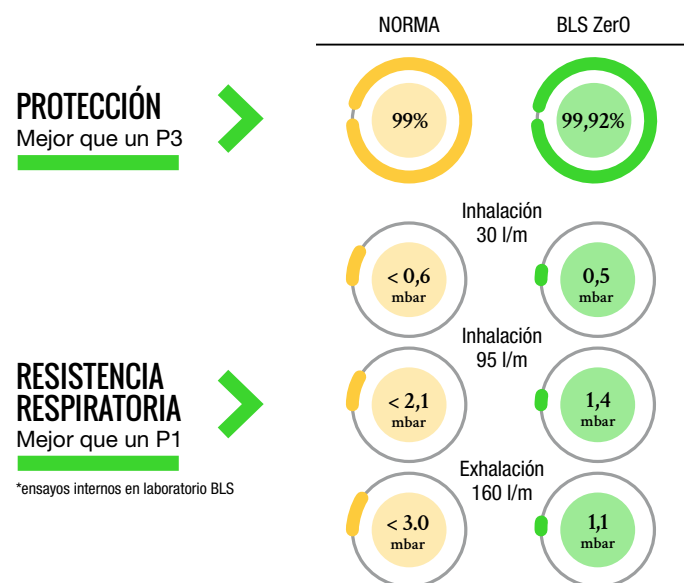 NORMA
BLS Zer0
PROTECCIÓN
Mejor que un P3
99%
99,92%
Inhalación
30 l/m
< 0,6
mbar
0,5
mbar
RESISTENCIA
RESPIRATORIA
Mejor que un P1
*ensayos internos en laboratorio BLS
Inhalación
95 l/m
< 2,1
mbar
1,4
mbar
Exhalación
160 l/m
< 3.0
mbar
1,1
mbar